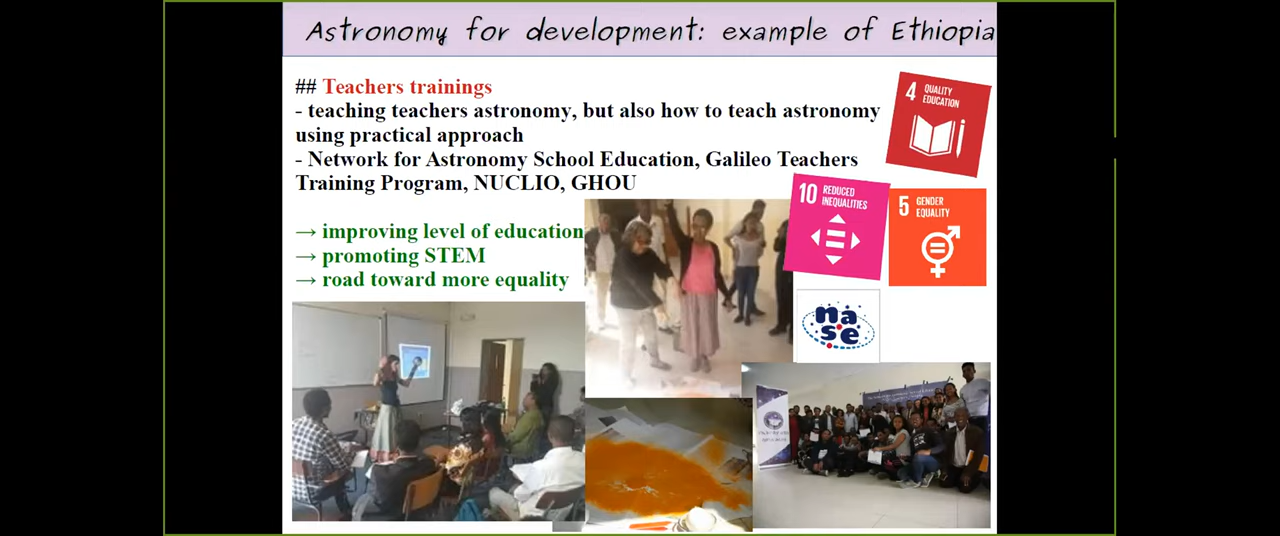 Astronomy for development: example of Ethiopia
## Teachers trainings
- teaching teachers astronomy, but also how to teach astronomy
using practical approach
- Network for Astronomy School Education, Galileo Teachers
Training Program, NUCLIO, GHOU
→ improving level of education
→ promoting STEM
→ road toward more equality
4 QUALITY
EDUCATION
10 REDUCED
INEQUALITIES
5 GENDER
EQUALITY
na
se